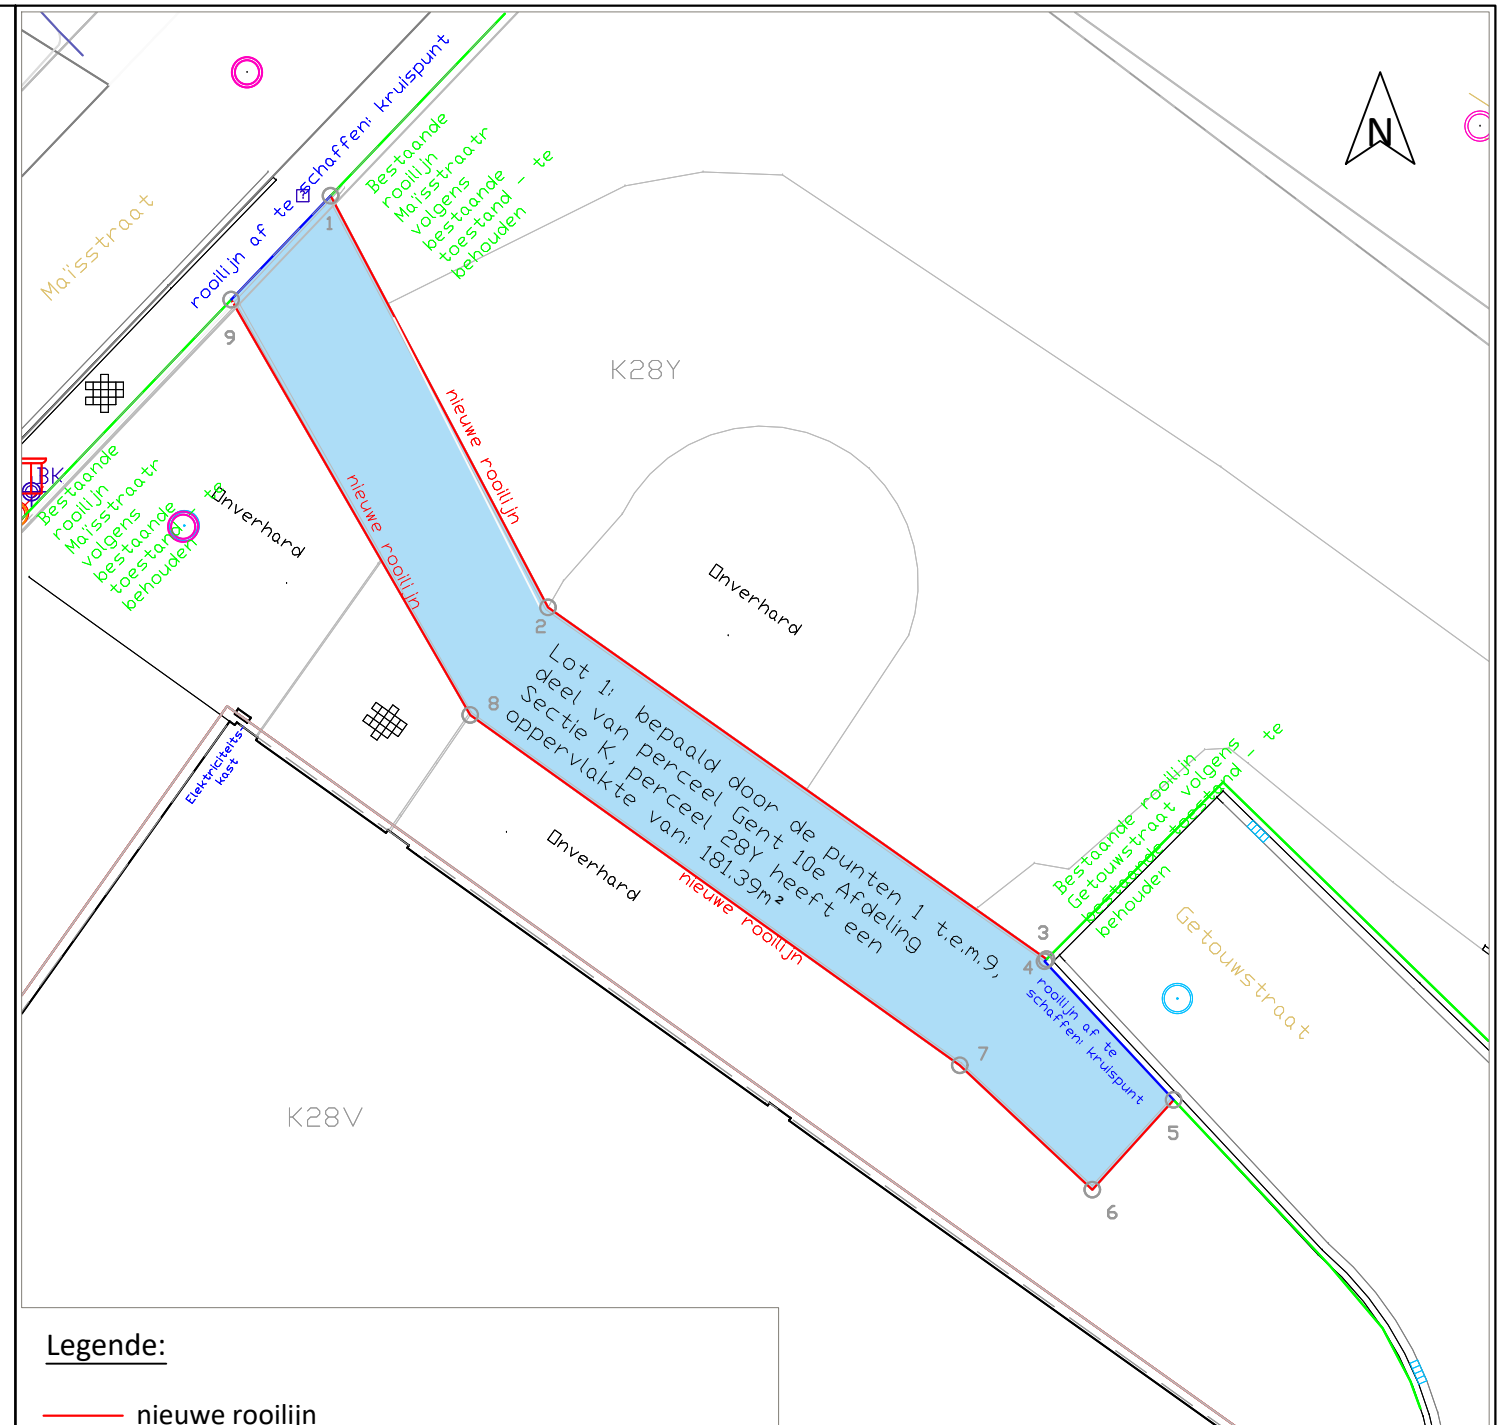 rooilijn af te schaffen: kruispunt
N
Maïsstraat
1
Bestaande
rooilijn
Maïsstraatr
volgens
bestaande
toestand - te
behouden
9
K28Y
nieuwe rooilijn
nieuwe rooilijn
BK
Bestaande
rooilijn
Maïsstraatr
volgens
bestaande
toestand - te
behouden
Onverhard
Onverhard
2
8
Lot 1: bepaald door de punten 1 t.e.m.9,
deel van perceel Gent 10e Afdeling
Sectie K, perceel 28Y heeft een
oppervlakte van: 181.39m²
Elektriciteits-
kast
Onverhard
nieuwe rooilijn
Bestaande rooilijn
Getouwstraat volgens
bestaande toestand - te
behouden
Getouwstraat
3
4
rooilijn af te
schaffen: kruispunt
7
5
6
K28V
Legende:
nieuwe rooilijn